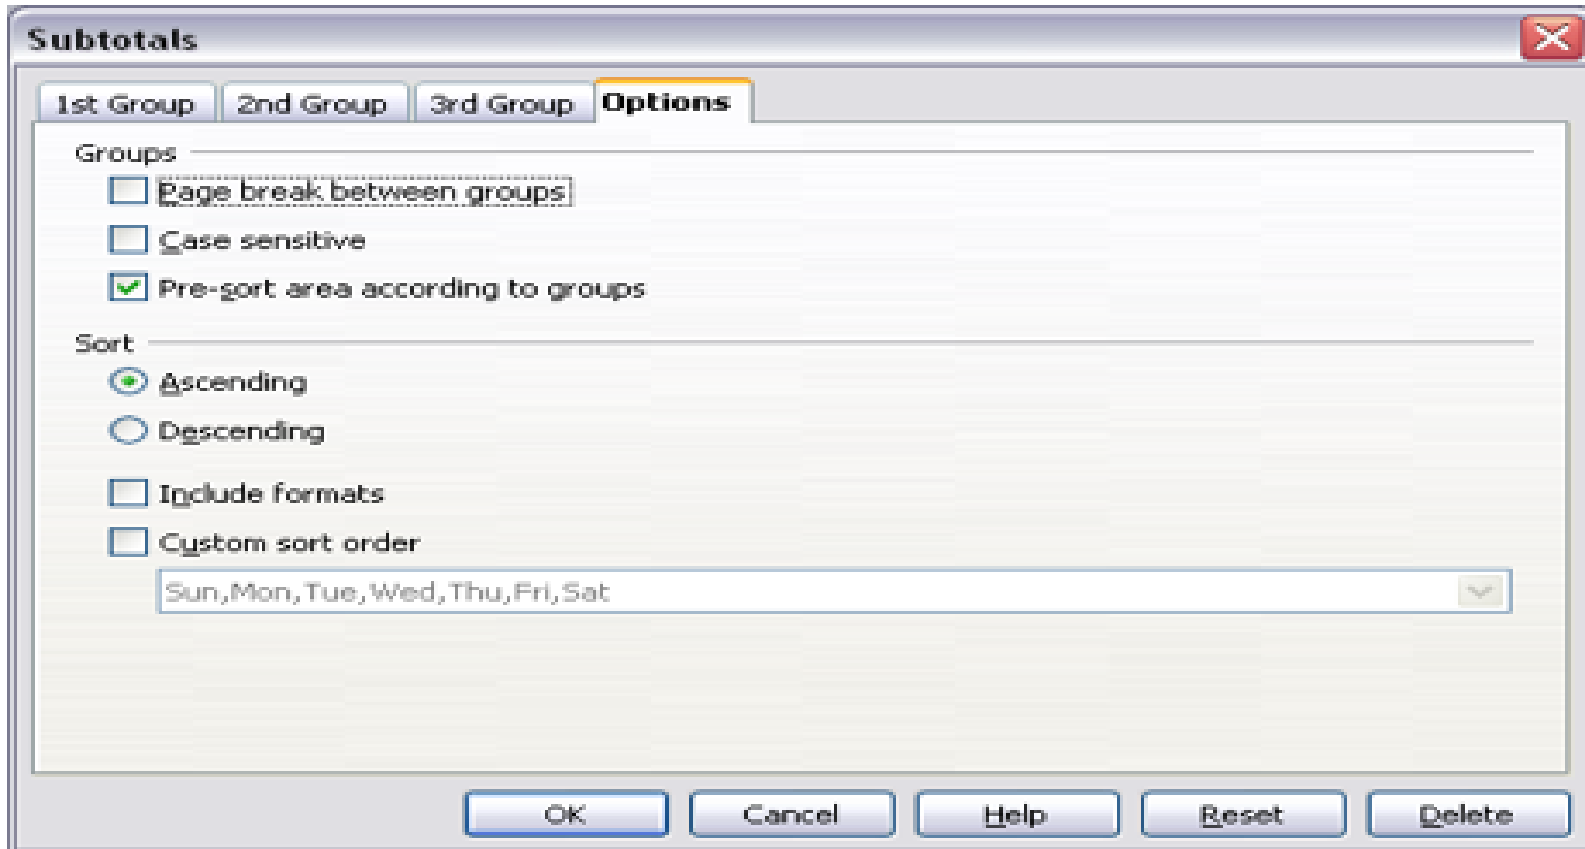 Subtotals
1st Group 2nd Group 3rd Group Options
Groups
Page break between groups
Case sensitive
Pre-sort area according to groups
Sort
Ascending
Descending
Include formats
Custom sort order
Sun,Mon,Tue,Wed,Thu,Fri,Sat
OK Cancel Help Reset Delete